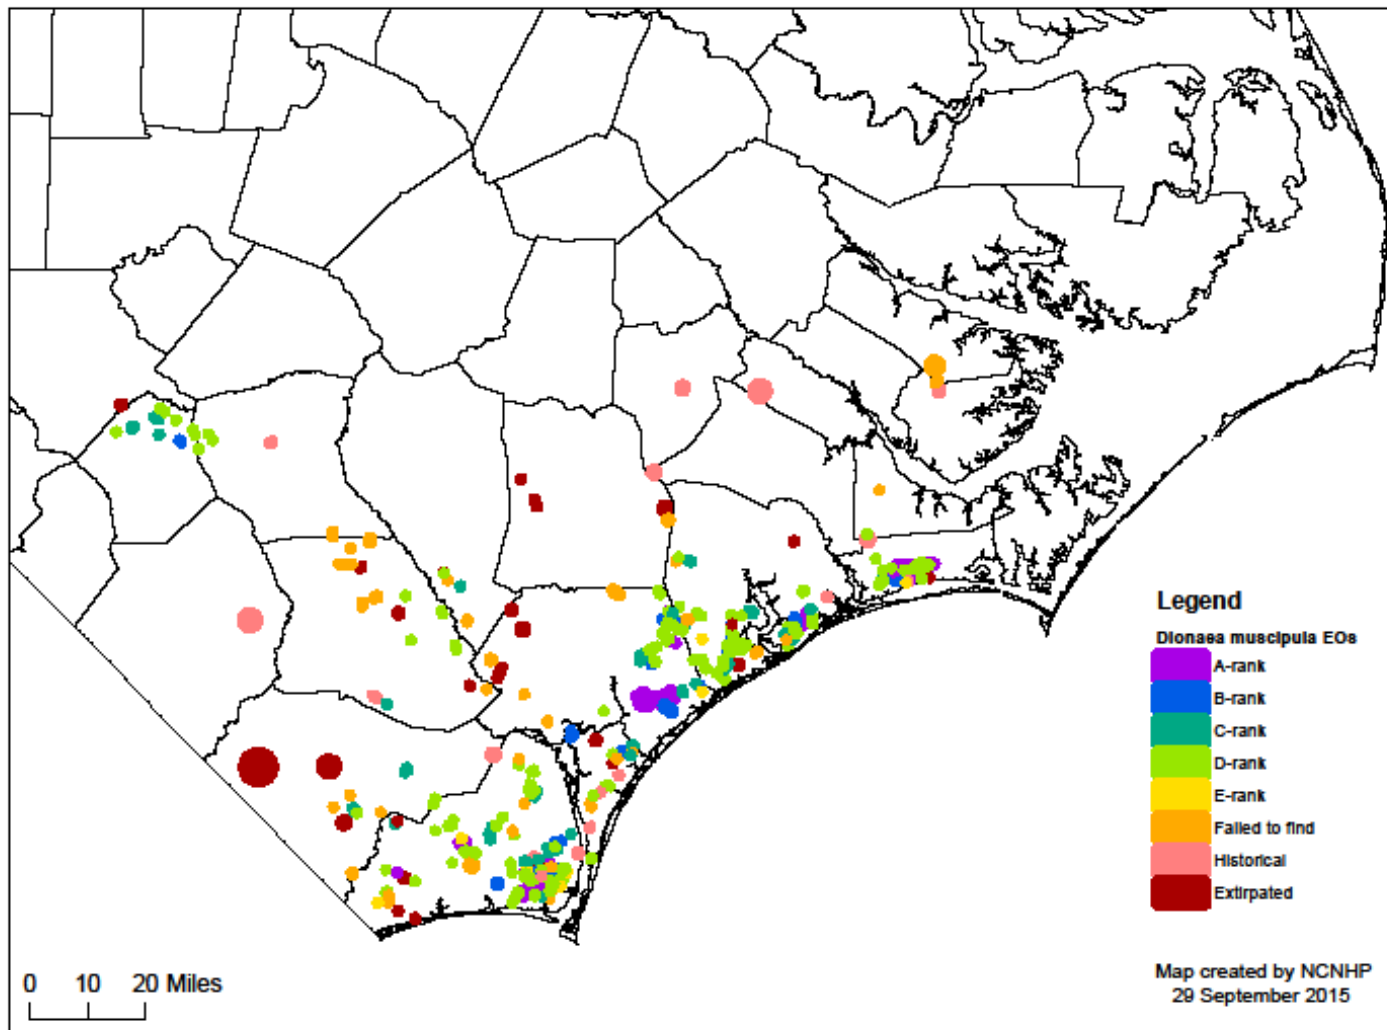 Legend
Dionaea muscipula EOs
A-rank
B-rank
C-rank
D-rank
E-rank
Failed to find
Historical
Extirpated
0 10 20 Miles
Map created by NCNHP
29 September 2015